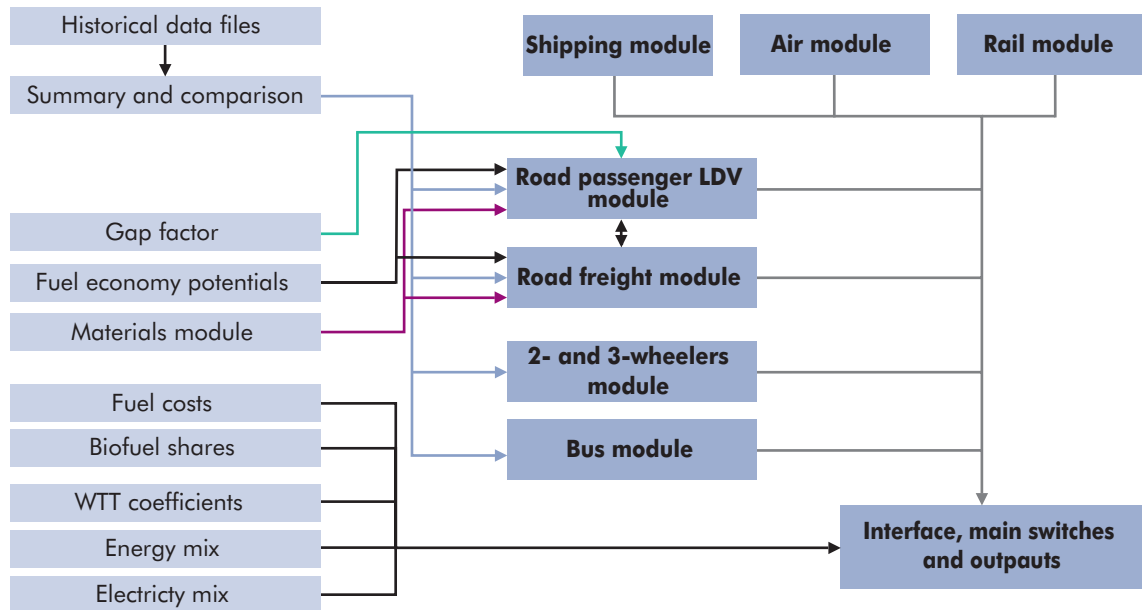 Historical data files
Summary and comparison
Gap factor
Fuel economy potentials
Materials module
Fuel costs
Biofuel shares
WTT coefficients
Energy mix
Electricty mix
Shipping module
Air module
Rail module
Road passenger LDV
module
Road freight module
2- and 3-wheelers
module
Bus module
Interface, main switches
and outpauts